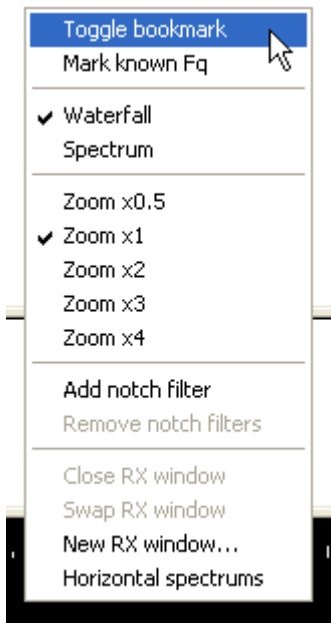 Toggle bookmark
Mark known Fq
Waterfall
Spectrum
Zoom x0.5
Zoom x1
Zoom x2
Zoom x3
Zoom x4
Add notch filter
Remove notch filters
Close RX window
Swap RX window
New RX window...
Horizontal spectrums